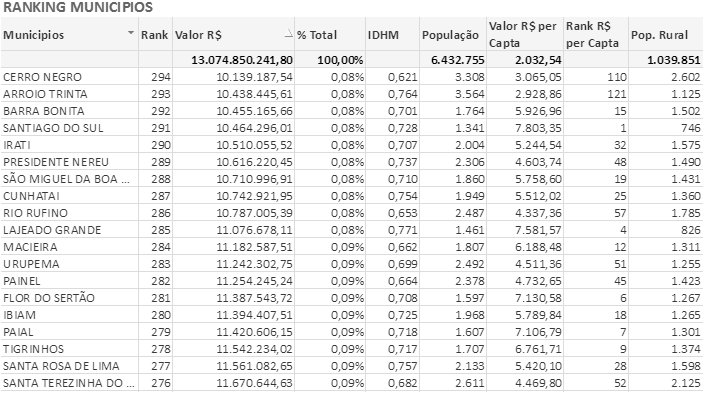 RANKING MUNICIPIOS
Municipios Rank Valor R$ % Total IDHM População Valor R$ per Capta Rank R$ per Capta Pop. Rural
13.074.850.241,80 100,00% 6.432.755 2.032,54 1.039.851
CERRO NEGRO 294 10.139.187,54 0,08% 0,621 3.308 3.065,05 110 2.602
ARROIO TRINTA 293 10.438.445,61 0,08% 0,764 3.564 2.928,86 121 1.125
BARRA BONITA 292 10.455.165,66 0,08% 0,701 1.764 5.926,96 15 1.502
SANTIAGO DO SUL 291 10.464.296,01 0,08% 0,728 1.341 7.803,35 1 746
IRATI 290 10.510.055,52 0,08% 0,707 2.004 5.244,54 32 1.575
PRESIDENTE NEREU 289 10.616.220,45 0,08% 0,737 2.306 4.603,74 48 1.490
SÃO MIGUEL DA BOA ... 288 10.710.996,91 0,08% 0,710 1.860 5.758,60 19 1.431
CUNHATAI 287 10.742.921,95 0,08% 0,754 1.949 5.512,02 25 1.360
RIO RUFINO 286 10.787.005,39 0,08% 0,653 2.487 4.337,36 57 1.785
LAJEADO GRANDE 285 11.076.678,11 0,08% 0,771 1.461 7.581,57 4 826
MACIEIRA 284 11.182.587,51 0,09% 0,662 1.807 6.188,48 12 1.311
URUPEMA 283 11.242.302,75 0,09% 0,699 2.492 4.511,36 51 1.255
PAINEL 282 11.254.245,24 0,09% 0,664 2.378 4.732,65 45 1.423
FLOR DO SERTÃO 281 11.387.543,72 0,09% 0,708 1.597 7.130,58 6 1.267
IBIAM 280 11.394.407,51 0,09% 0,725 1.968 5.789,84 18 1.265
PAIAL 279 11.420.606,15 0,09% 0,718 1.607 7.106,79 7 1.301
TIGRINHOS 278 11.542.234,02 0,09% 0,717 1.707 6.761,71 9 1.374
SANTA ROSA DE LIMA 277 11.561.082,65 0,09% 0,757 2.133 5.420,10 28 1.598
SANTA TEREZINHA DO ... 276 11.670.644,63 0,09% 0,682 2.611 4.469,80 52 2.125